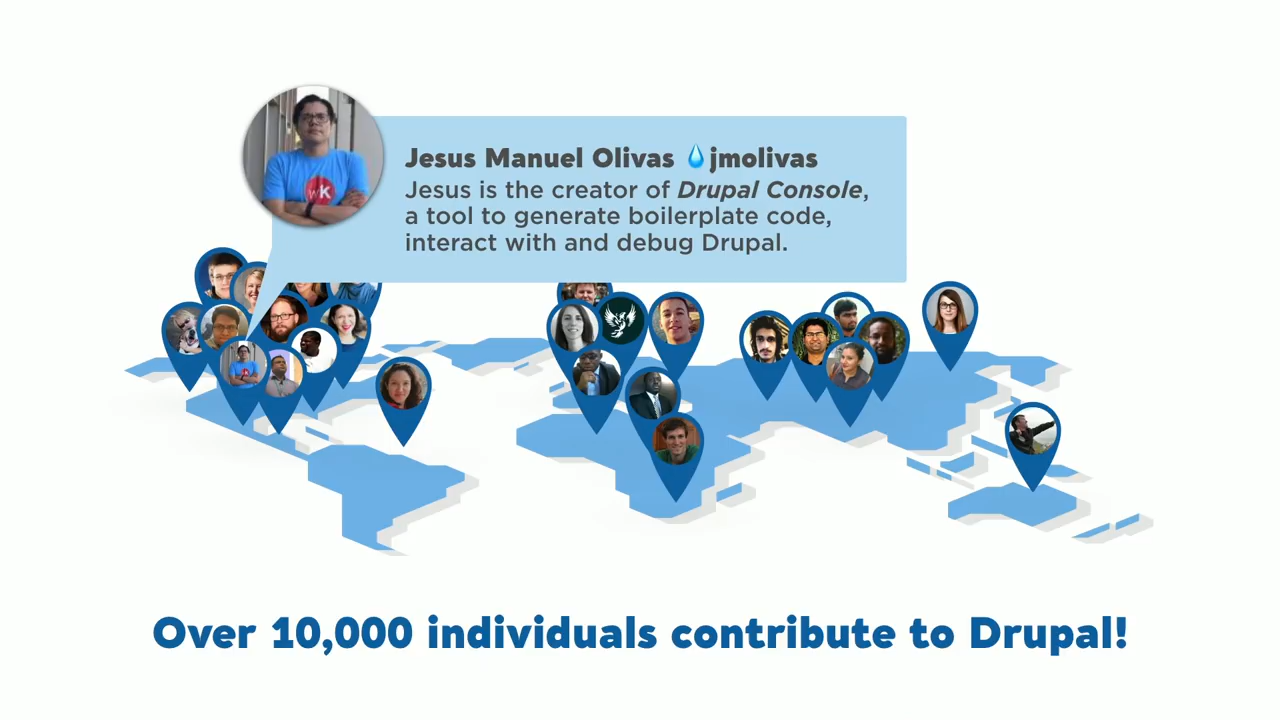 Jesus Manuel Olivas 💧jmolivas
Jesus is the creator of Drupal Console,
a tool to generate boilerplate code,
interact with and debug Drupal.
wK
Over 10,000 individuals contribute to Drupal!